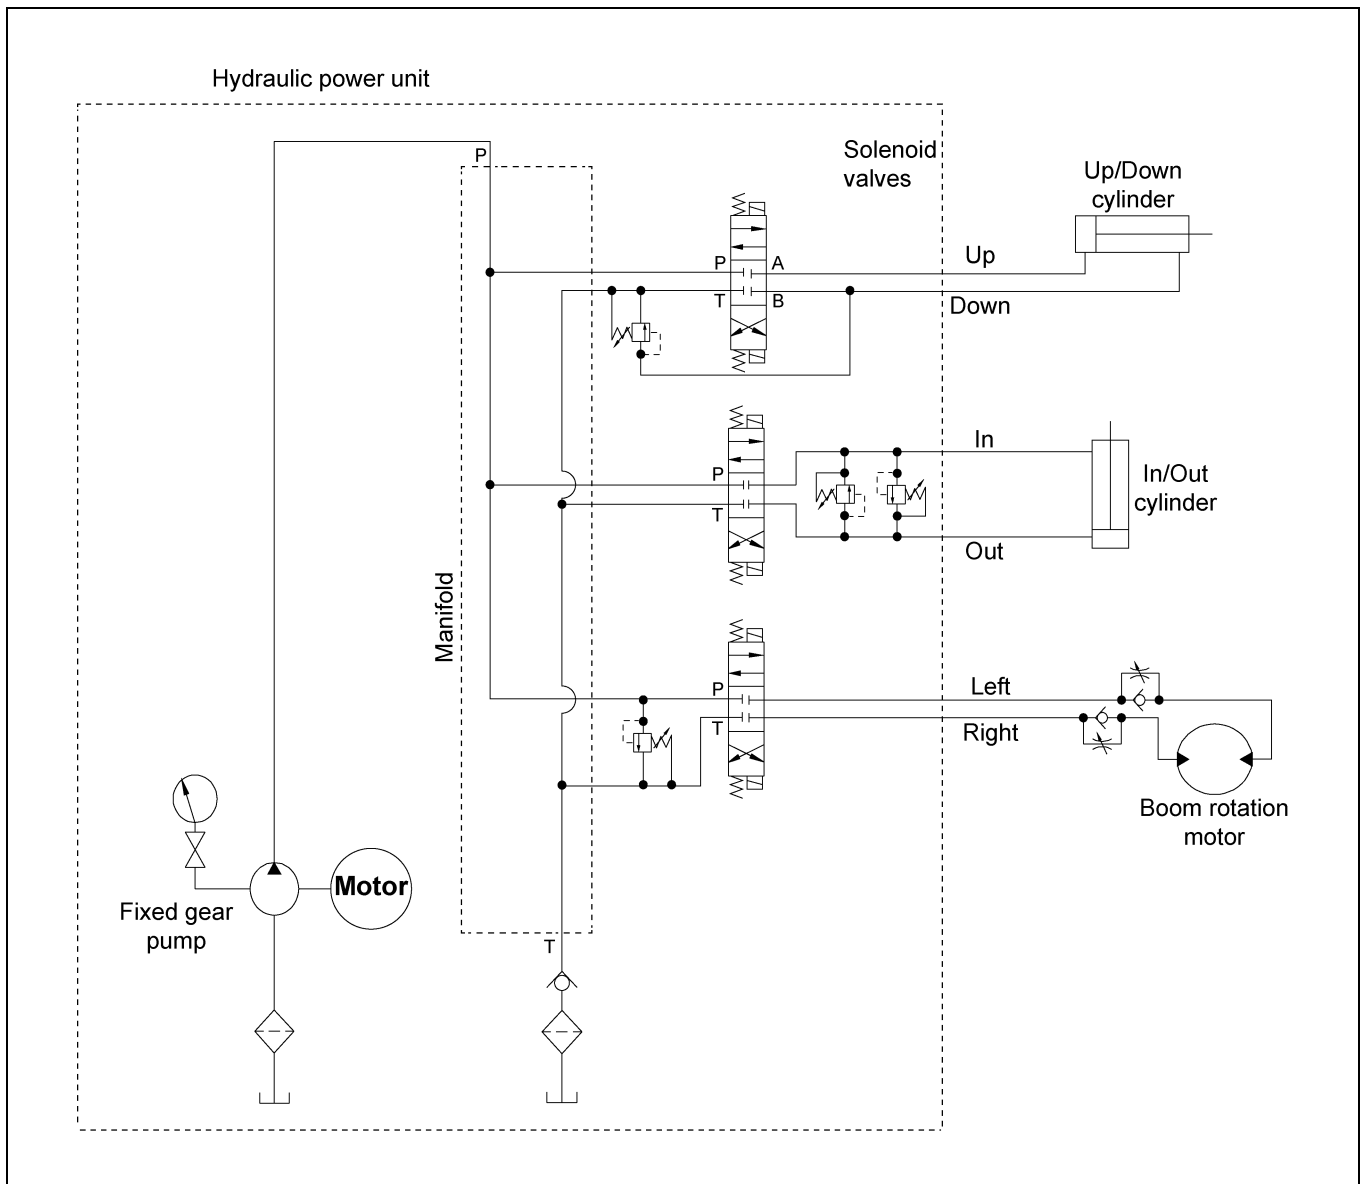 Hydraulic power unit
P
Solenoid
valves
Up/Down
cylinder
P
A
Up
T
B
Down
In
P
In/Out
cylinder
T
Out
Manifold
P
Left
T
Right
Boom rotation
motor
Motor
Fixed gear
pump
T